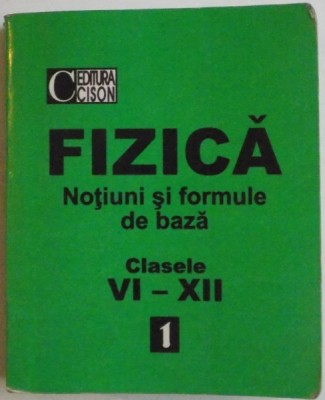 EDITURA
CISON
FIZICĂ
Noţiuni şi formule
de bază
Clasele
VI – XII
1